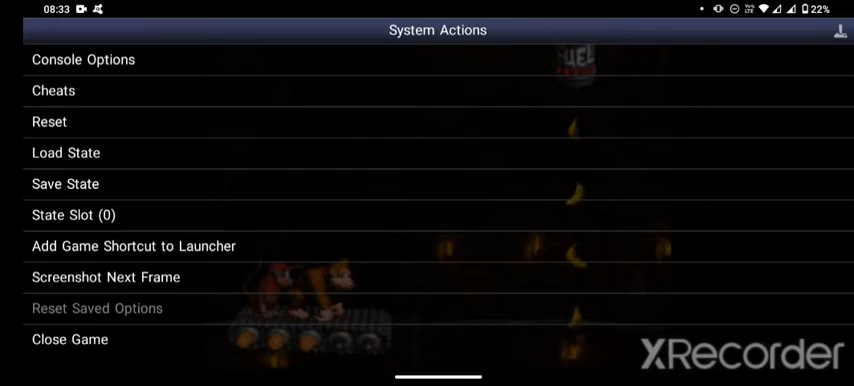 08:33 22%
System Actions
Console Options
FUEL
Cheats
Reset
Load State
Save State
State Slot (0)
Add Game Shortcut to Launcher
Screenshot Next Frame
Reset Saved Options
Close Game
XRecorder